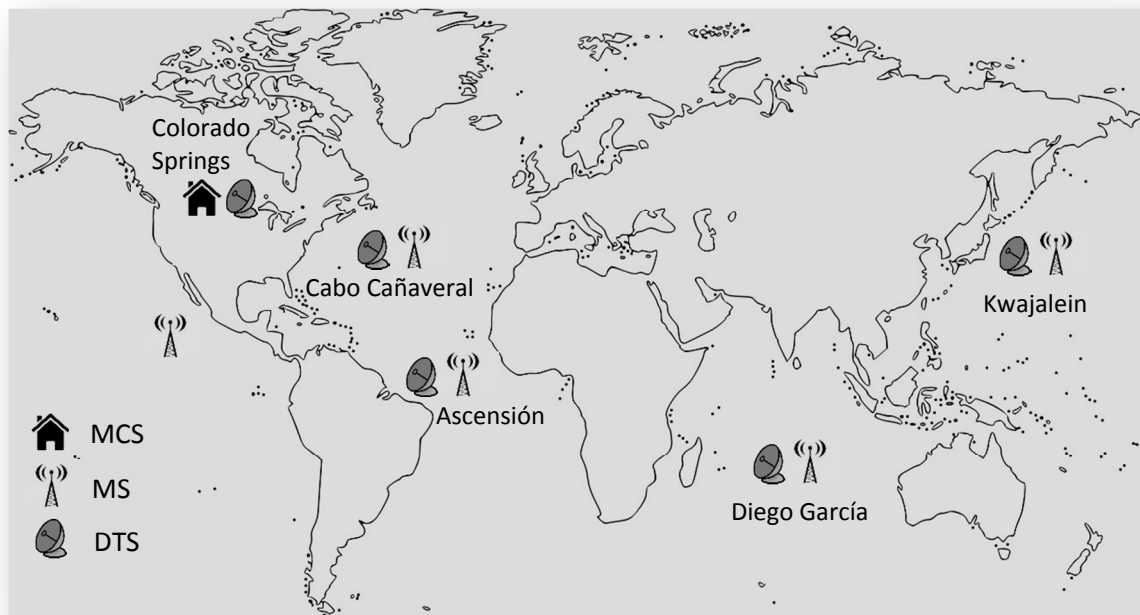 Colorado
Springs
Cabo Cañaveral
Kwajalein
Ascensión
Diego García
MCS
MS
DTS